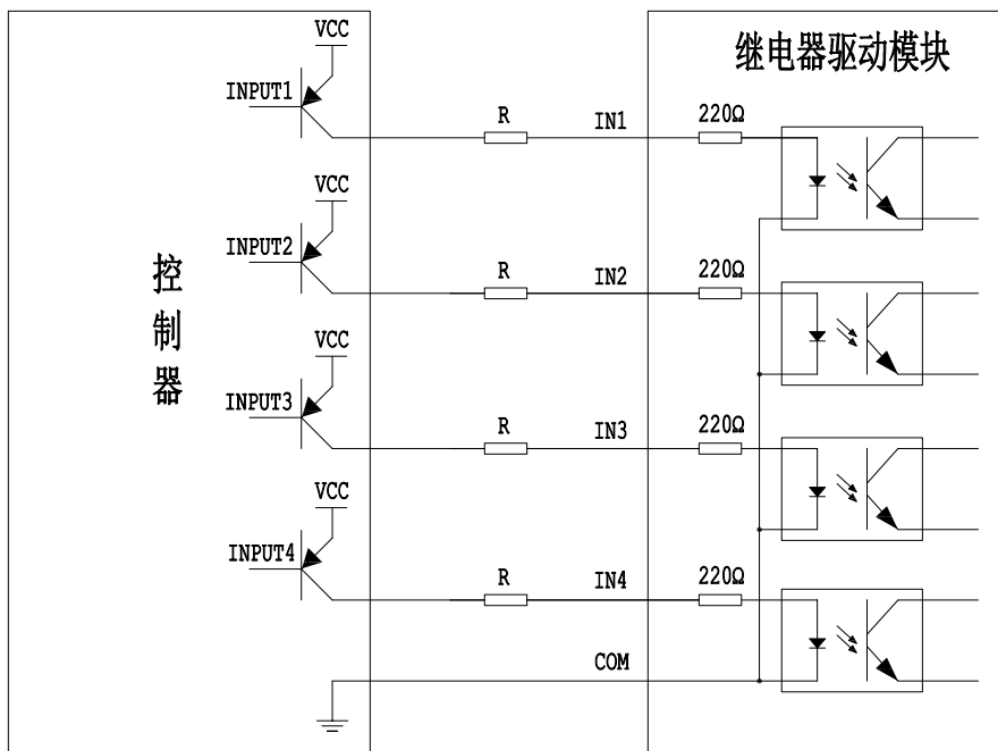 继电器驱动模块
控制器
VCC
INPUT1
R
IN1
220Ω
VCC
INPUT2
R
IN2
220Ω
VCC
INPUT3
R
IN3
220Ω
VCC
INPUT4
R
IN4
220Ω
COM